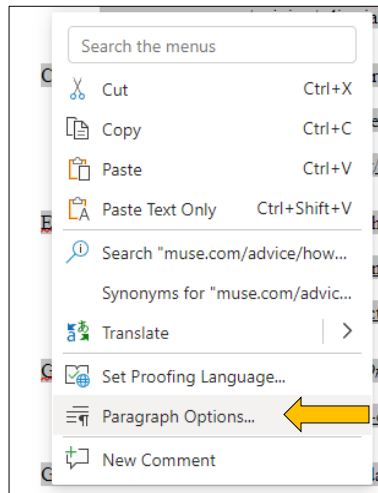 Search the menus
Cut Ctrl+X
Copy Ctrl+C
Paste Ctrl+V
Paste Text Only Ctrl+Shift+V
Search "muse.com/advice/how...
Synonyms for "muse.com/advic...
Translate
Set Proofing Language...
Paragraph Options...
New Comment